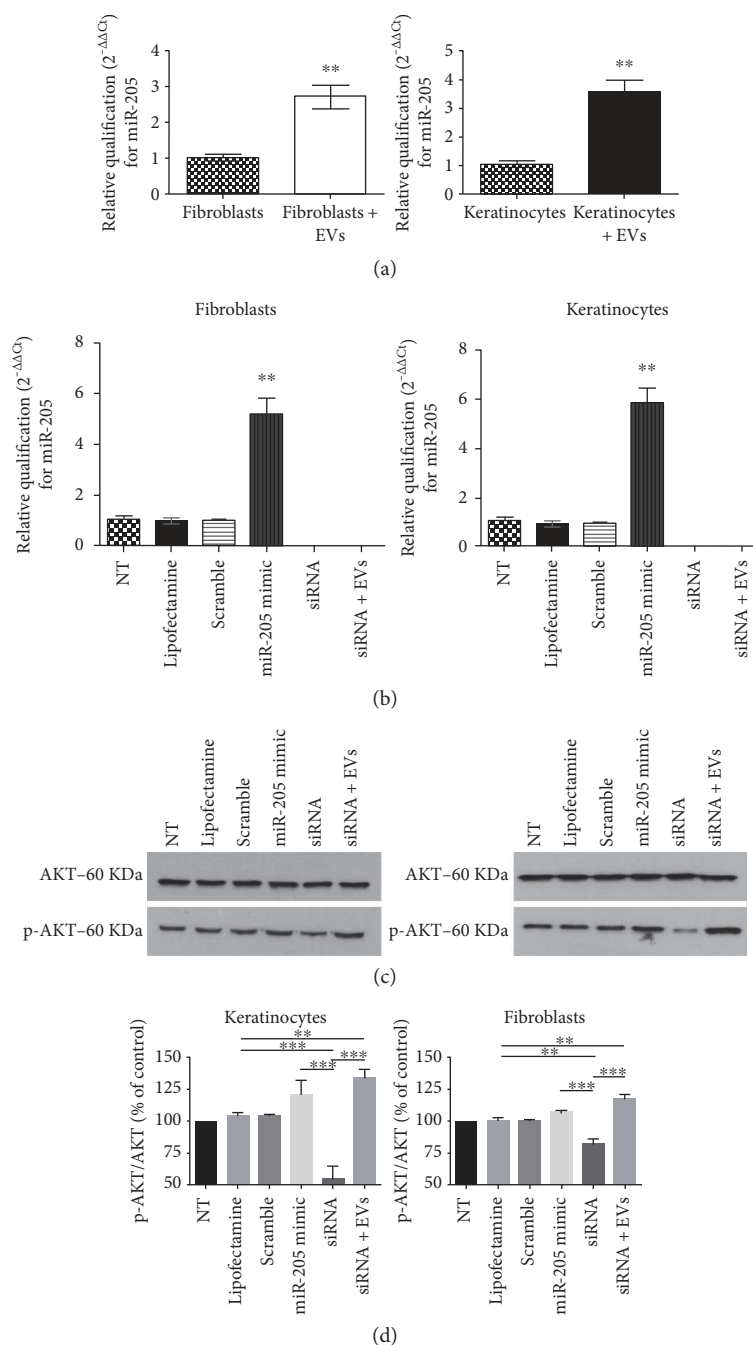 Relative qualification (2⁻ΔΔCt)
for miR-205
4
3
2
1
0
**
Fibroblasts
Fibroblasts +
EVs
Relative qualification (2⁻ΔΔCt)
for miR-205
5
4
3
2
1
0
**
Keratinocytes
Keratinocytes
+ EVs
(a)
Fibroblasts
Relative qualification (2⁻ΔΔCt)
for miR-205
8
6
4
2
0
**
NT
Lipofectamine
Scramble
miR-205 mimic
siRNA
siRNA + EVs
Keratinocytes
Relative qualification (2⁻ΔΔCt)
for miR-205
8
6
4
2
0
**
NT
Lipofectamine
Scramble
miR-205 mimic
siRNA
siRNA + EVs
(b)
NT
Lipofectamine
Scramble
miR-205 mimic
siRNA
siRNA + EVs
AKT–60 KDa
p-AKT–60 KDa
NT
Lipofectamine
Scramble
miR-205 mimic
siRNA
siRNA + EVs
AKT–60 KDa
p-AKT–60 KDa
(c)
Keratinocytes
p-AKT/AKT (% of control)
150
125
100
75
50
**
***
***
***
NT
Lipofectamine
Scramble
miR-205 mimic
siRNA
siRNA + EVs
Fibroblasts
p-AKT/AKT (% of control)
150
125
100
75
50
**
**
***
***
NT
Lipofectamine
Scramble
miR-205 mimic
siRNA
siRNA + EVs
(d)